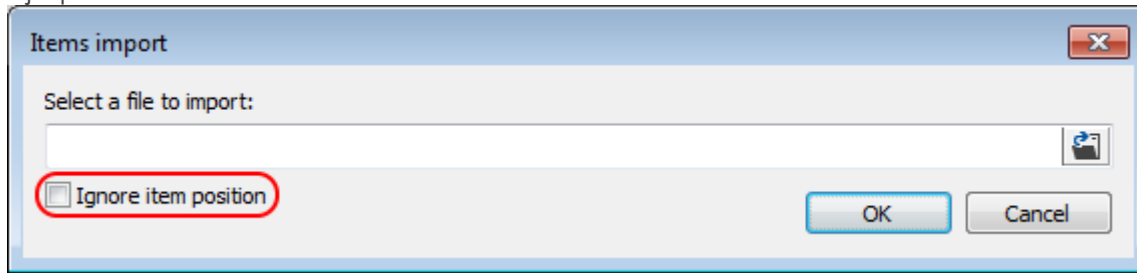 Items import
Select a file to import:
Ignore item position
OK
Cancel